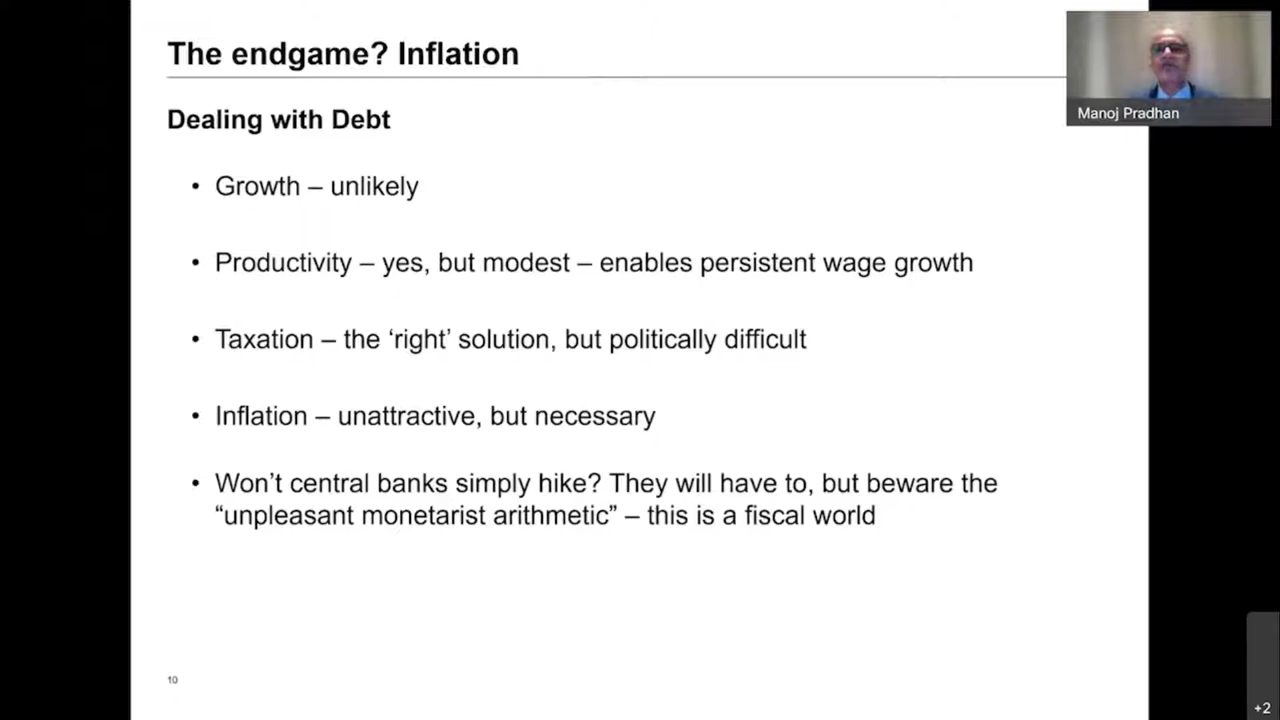 The endgame? Inflation
Manoj Pradhan
Dealing with Debt
• Growth – unlikely
• Productivity – yes, but modest – enables persistent wage growth
• Taxation – the ‘right’ solution, but politically difficult
• Inflation – unattractive, but necessary
• Won’t central banks simply hike? They will have to, but beware the
“unpleasant monetarist arithmetic” – this is a fiscal world
10
+2